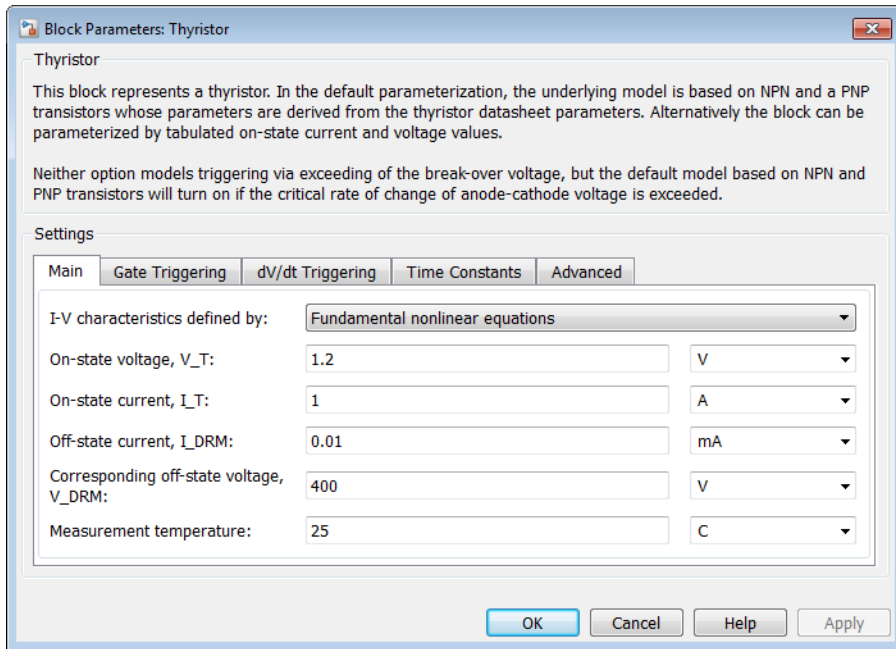 Block Parameters: Thyristor
Thyristor
This block represents a thyristor. In the default parameterization, the underlying model is based on NPN and a PNP
transistors whose parameters are derived from the thyristor datasheet parameters. Alternatively the block can be
parameterized by tabulated on-state current and voltage values.
Neither option models triggering via exceeding of the break-over voltage, but the default model based on NPN and
PNP transistors will turn on if the critical rate of change of anode-cathode voltage is exceeded.
Settings
Main Gate Triggering dV/dt Triggering Time Constants Advanced
I-V characteristics defined by: Fundamental nonlinear equations
On-state voltage, V_T: 1.2 V
On-state current, I_T: 1 A
Off-state current, I_DRM: 0.01 mA
Corresponding off-state voltage,
V_DRM: 400 V
Measurement temperature: 25 C
OK Cancel Help Apply